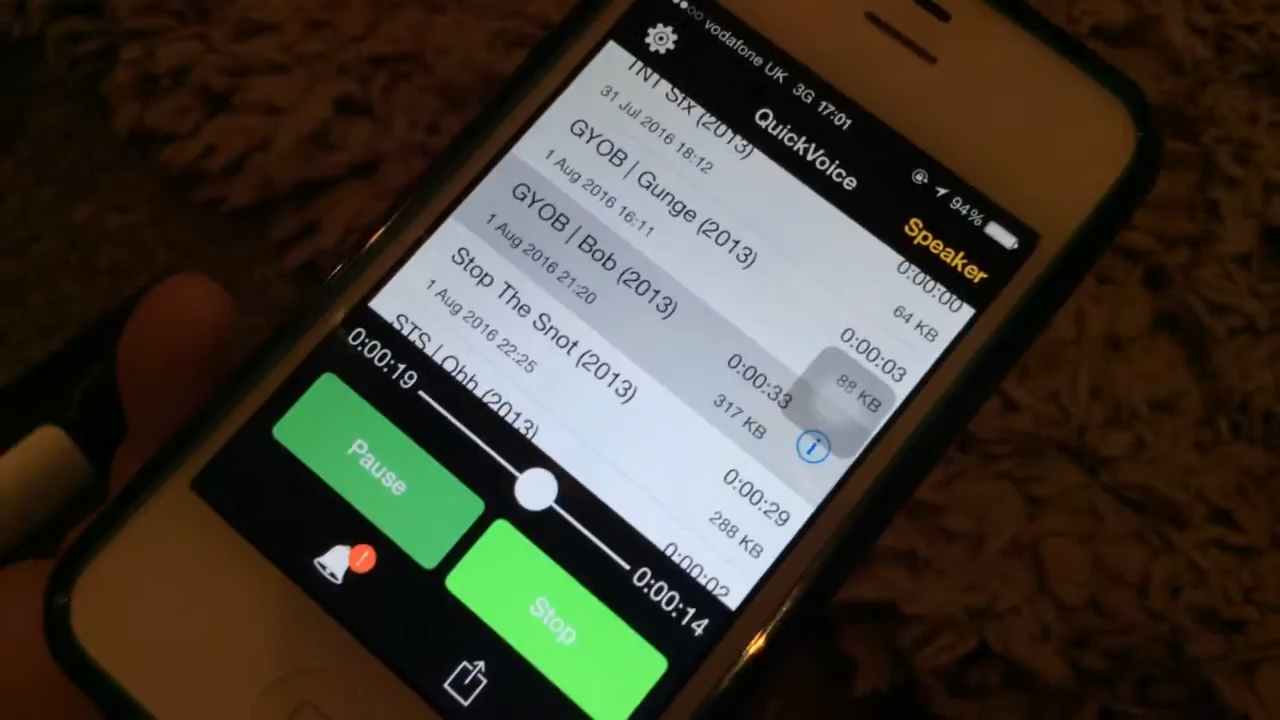 vodafone UK 3G 17:01 94%
QuickVoice
Speaker
TNT Six (2013)
31 Jul 2016 18:12
0:00:00
64 KB
GYOB | Gunge (2013)
1 Aug 2016 16:11
0:00:03
88 KB
GYOB | Bob (2013)
1 Aug 2016 21:20
0:00:33
317 KB
i
Stop The Snot (2013)
1 Aug 2016 22:25
0:00:29
288 KB
STS | Ohh (2013)
0:00:02
0:00:19
0:00:14
Pause
Stop
!